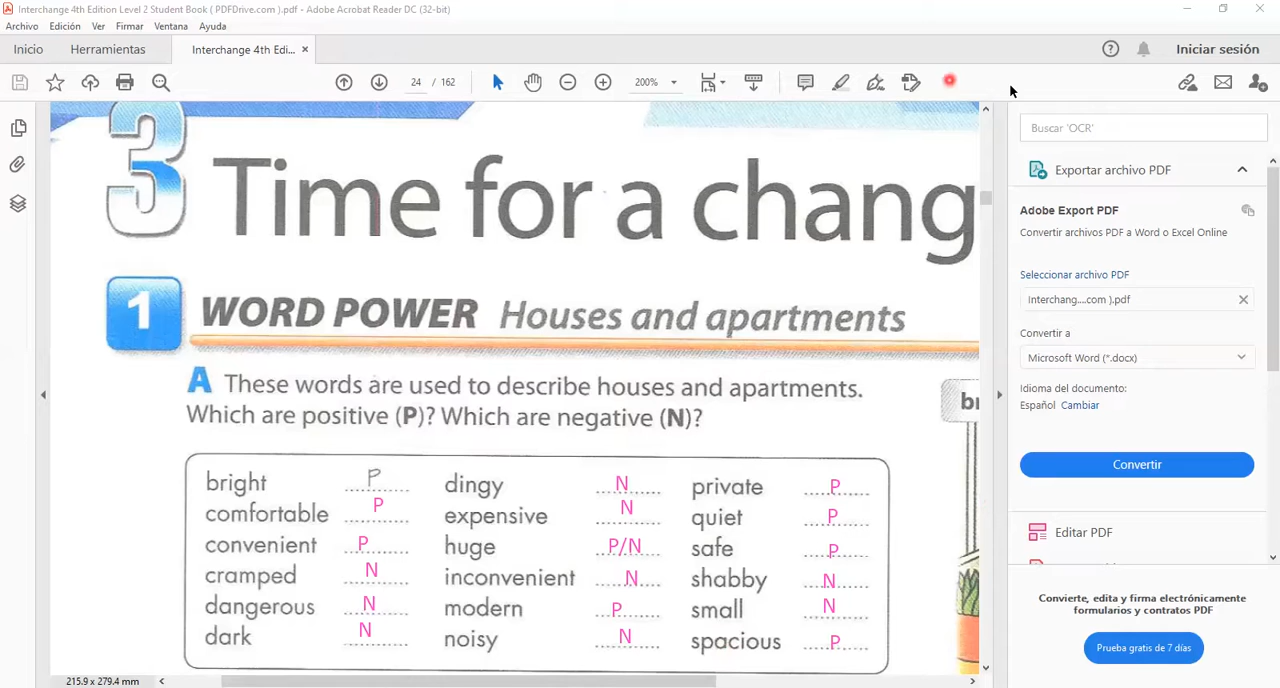 Interchange 4th Edition Level 2 Student Book ( PDFDrive.com ).pdf - Adobe Acrobat Reader DC (32-bit)
Archivo Edición Ver Firmar Ventana Ayuda
Inicio Herramientas Interchange 4th Edi... × Iniciar sesión
24 / 162 200%
3 Time for a chang
1 WORD POWER Houses and apartments
A These words are used to describe houses and apartments.
Which are positive (P)? Which are negative (N)?
br
bright P dingy N private P
comfortable P expensive N quiet P
convenient P huge P/N safe P
cramped N inconvenient N shabby N
dangerous N modern P small N
dark N noisy N spacious P
215.9 x 279.4 mm
Buscar 'OCR'
Exportar archivo PDF
Adobe Export PDF
Convertir archivos PDF a Word o Excel Online
Seleccionar archivo PDF
Interchang....com ).pdf
Convertir a
Microsoft Word (*.docx)
Idioma del documento:
Español Cambiar
Convertir
Editar PDF
Convierte, edita y firma electrónicamente
formularios y contratos PDF
Prueba gratis de 7 días